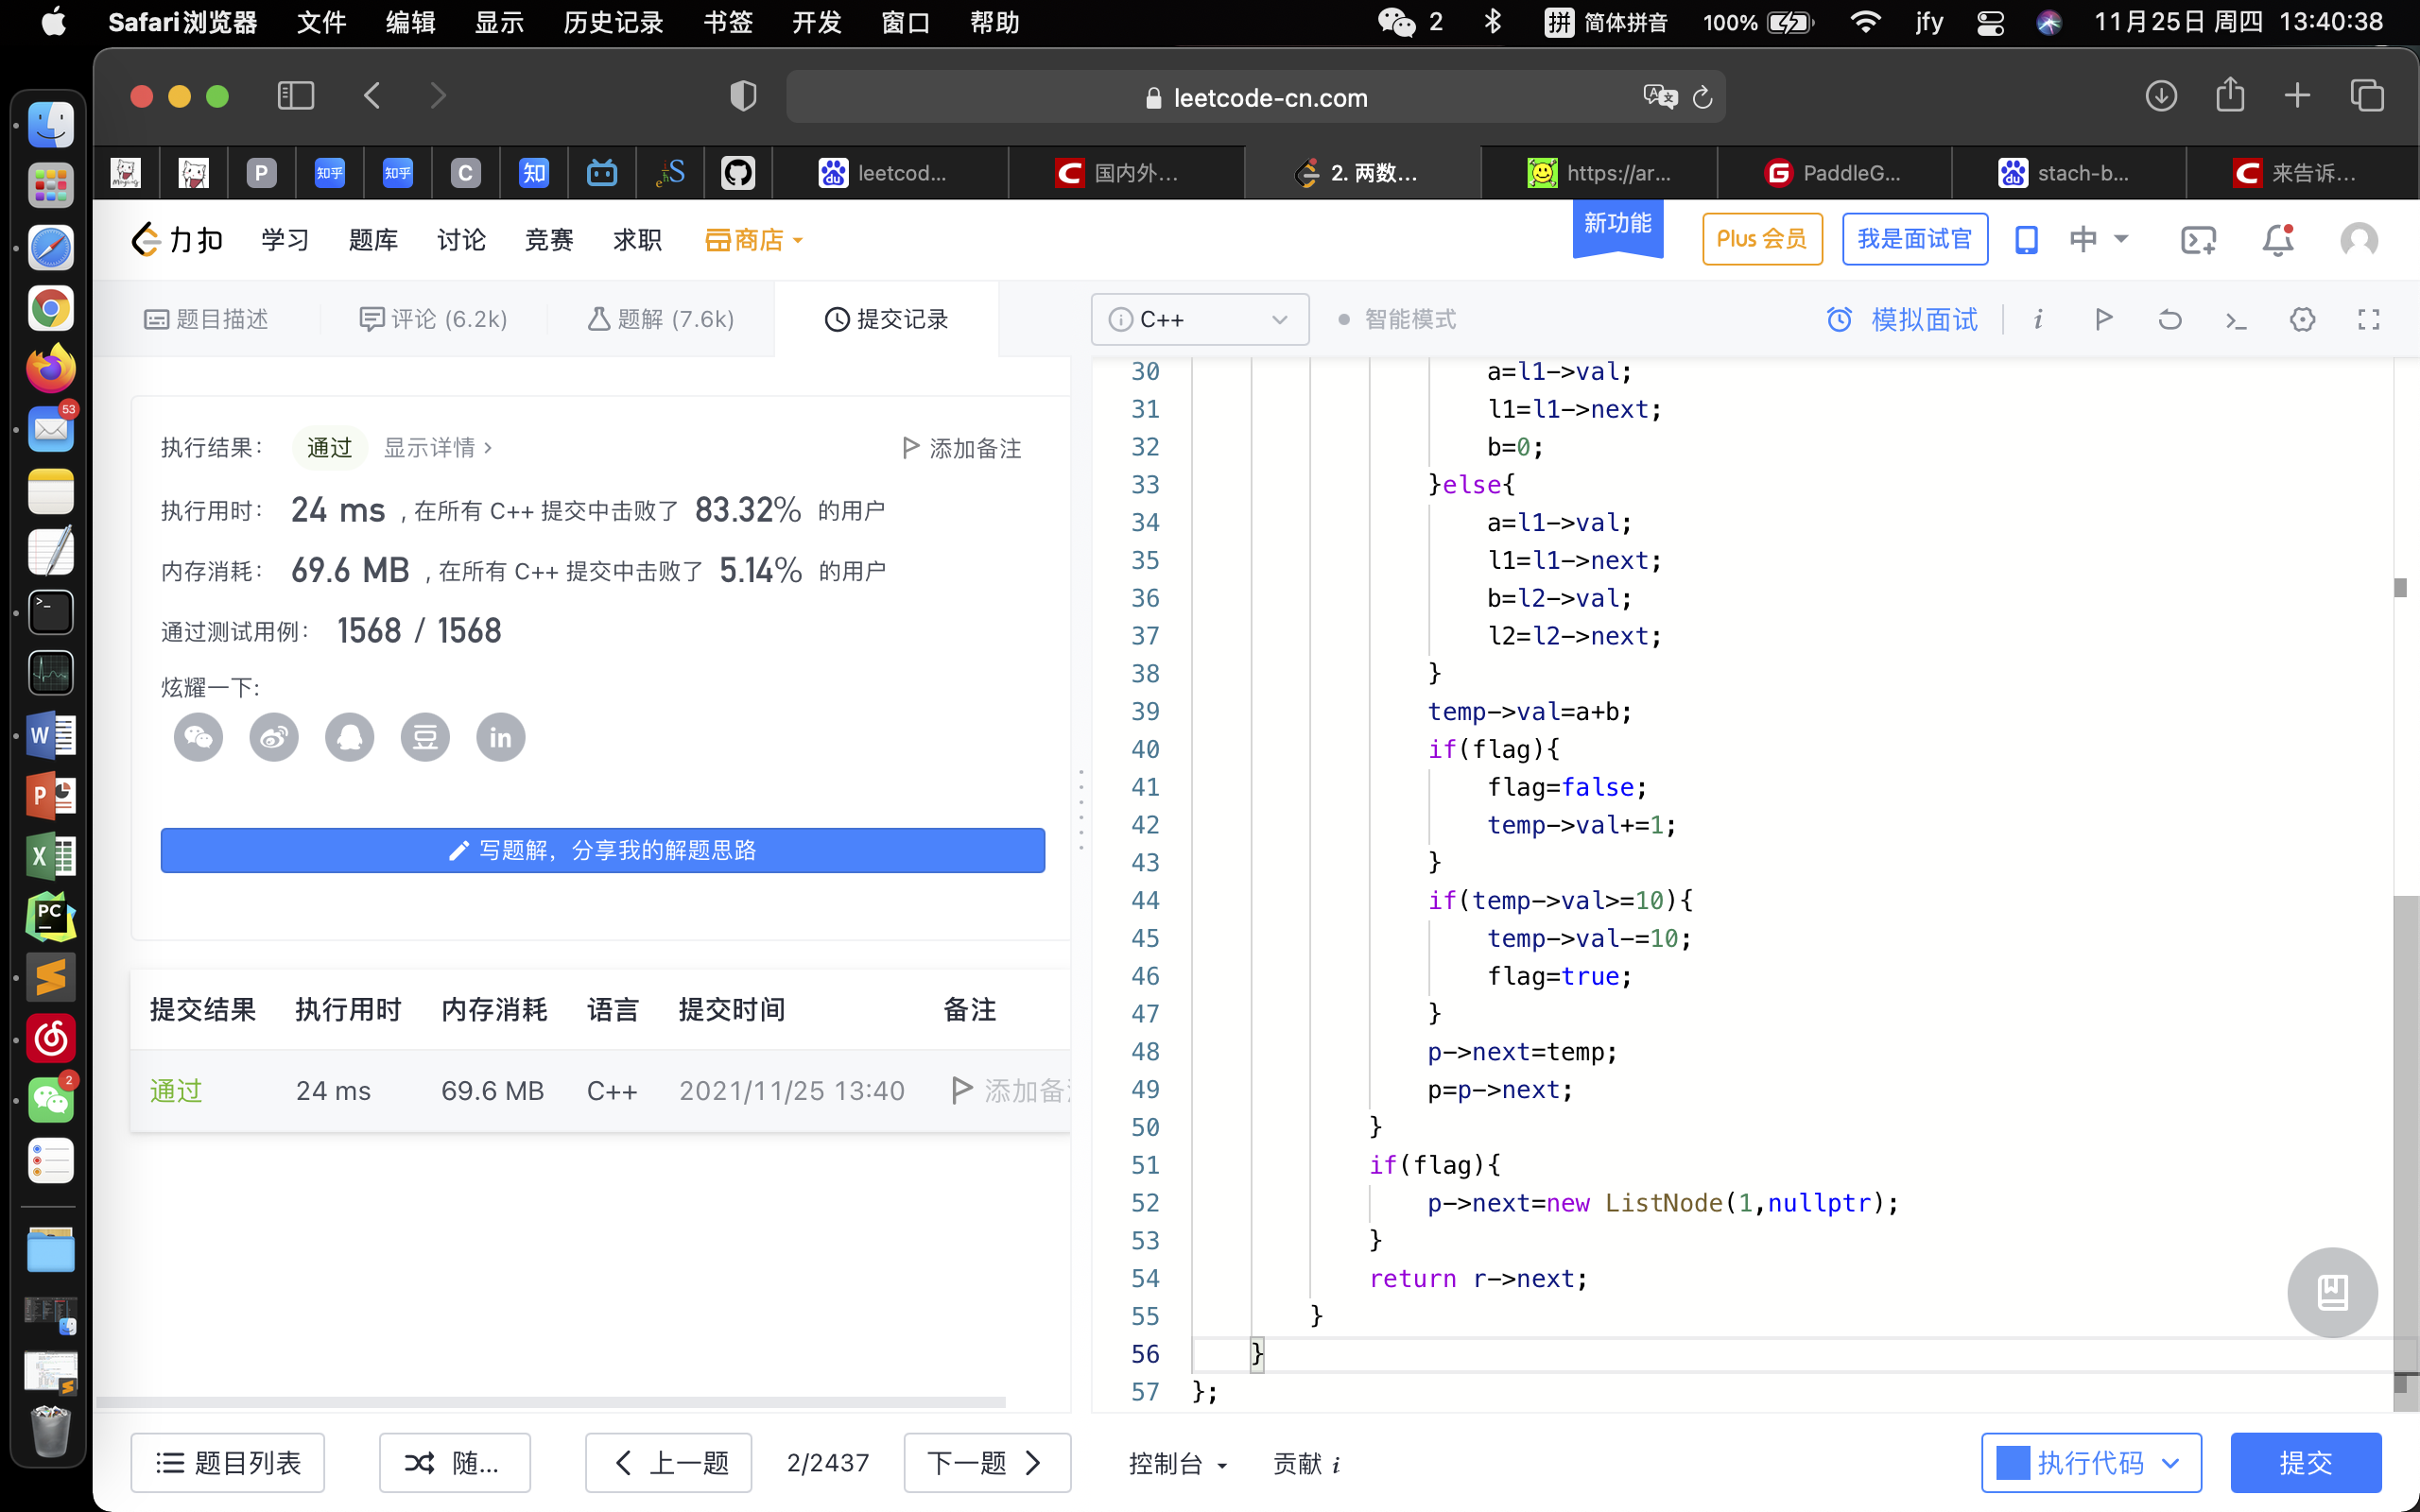 Safari浏览器 文件 编辑 显示 历史记录 书签 开发 窗口 帮助 2 拼 简体拼音 100% jfy 11月25日 周四 13:40:38
leetcode-cn.com
P 知乎 知乎 C 知 leetcod... 国内外... 2. 两数... https://ar... PaddleG... stach-b... 来告诉...
力扣 学习 题库 讨论 竞赛 求职 商店 新功能 Plus 会员 我是面试官 中
题目描述 评论 (6.2k) 题解 (7.6k) 提交记录
执行结果： 通过 显示详情 > 添加备注
执行用时： 24 ms , 在所有 C++ 提交中击败了 83.32% 的用户
内存消耗： 69.6 MB , 在所有 C++ 提交中击败了 5.14% 的用户
通过测试用例： 1568 / 1568
炫耀一下:
豆 in
写题解，分享我的解题思路
提交结果 执行用时 内存消耗 语言 提交时间 备注
通过 24 ms 69.6 MB C++ 2021/11/25 13:40 添加备
C++ 智能模式 模拟面试 i
30 a=l1->val;
31 l1=l1->next;
32 b=0;
33 }else{
34 a=l1->val;
35 l1=l1->next;
36 b=l2->val;
37 l2=l2->next;
38 }
39 temp->val=a+b;
40 if(flag){
41 flag=false;
42 temp->val+=1;
43 }
44 if(temp->val>=10){
45 temp->val-=10;
46 flag=true;
47 }
48 p->next=temp;
49 p=p->next;
50 }
51 if(flag){
52 p->next=new ListNode(1,nullptr);
53 }
54 return r->next;
55 }
56 }
57 };
题目列表 随... 上一题 2/2437 下一题 控制台 贡献 i 执行代码 提交
53
W
P
X
PC
2